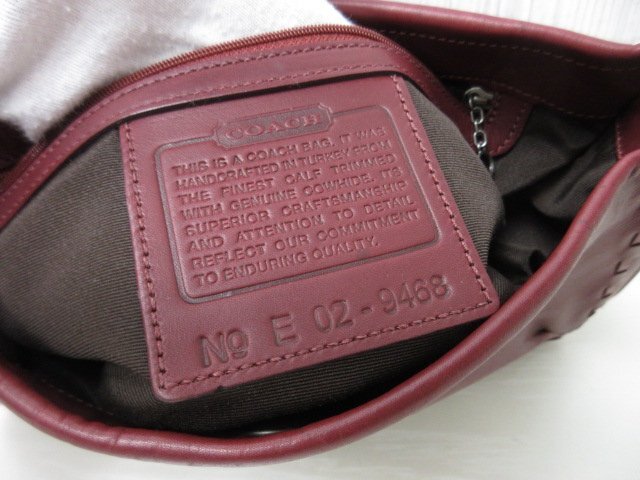 COACH
THIS IS A COACH BAG. IT WAS
HANDCRAFTED IN TURKEY FROM
THE FINEST CALF TRIMMED
WITH GENUINE COWHIDE. ITS
SUPERIOR CRAFTSMANSHIP
AND ATTENTION TO DETAIL
REFLECT OUR COMMITMENT
TO ENDURING QUALITY.
Nº E 02-9468